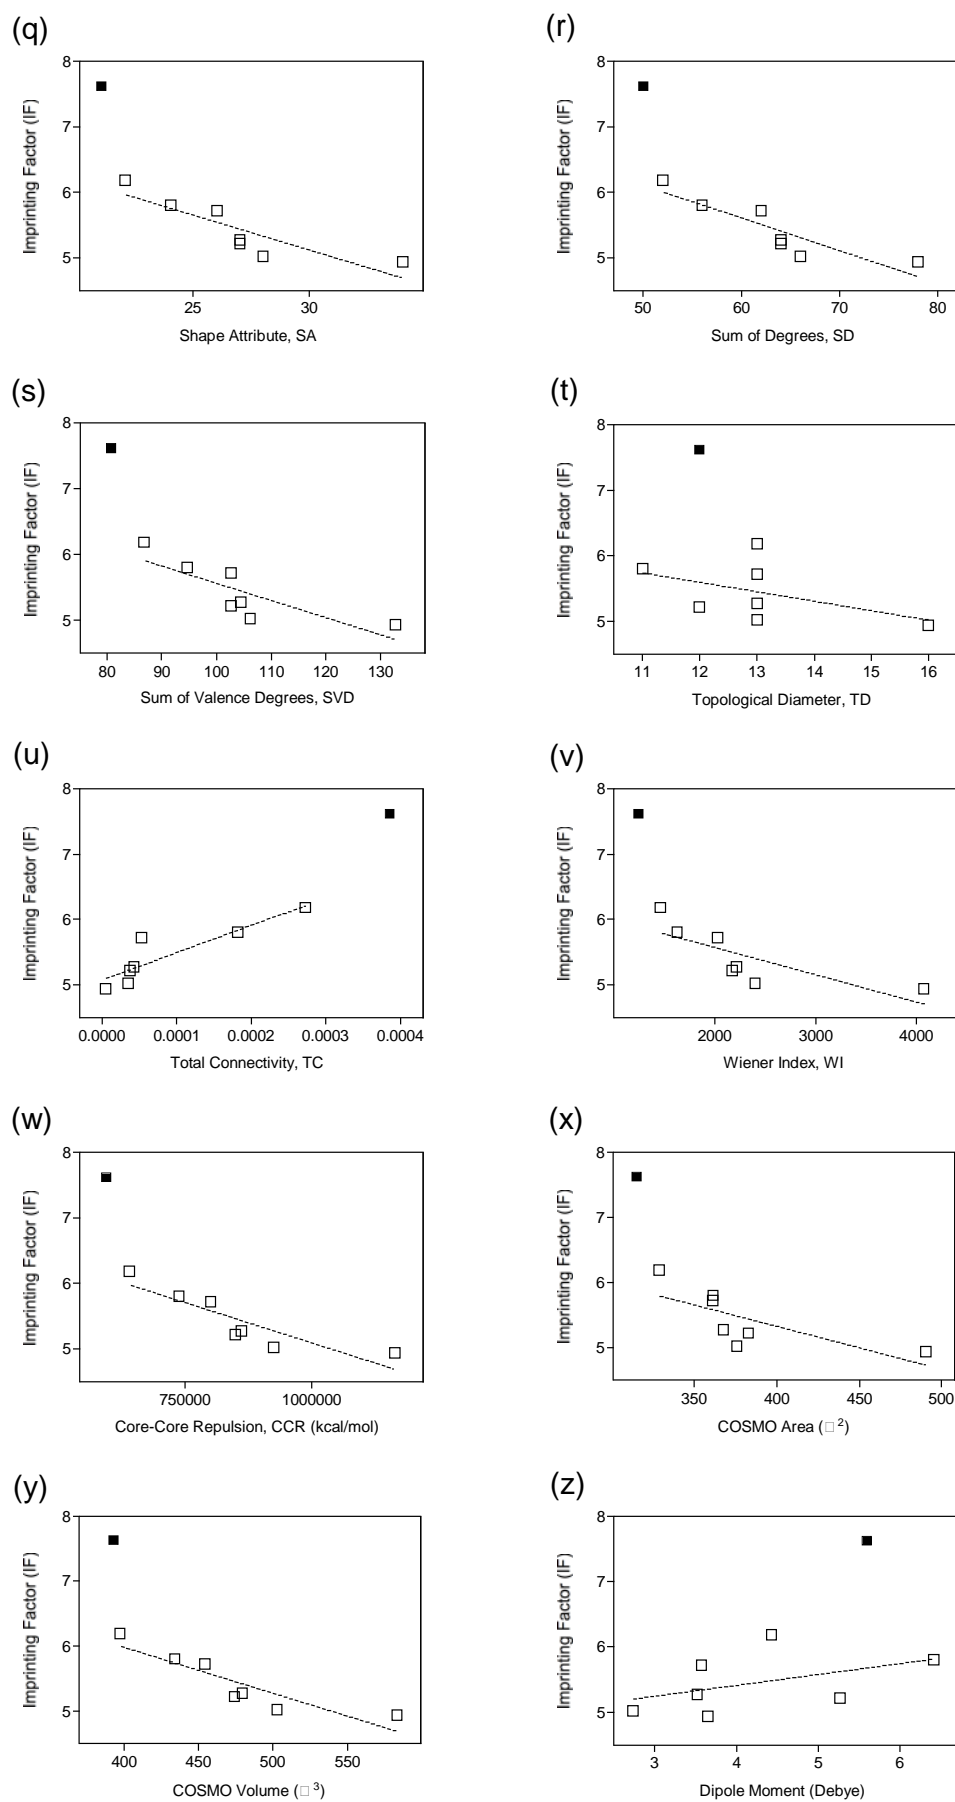 (q)
8
7
6
5
Imprinting Factor (IF)
25 30
Shape Attribute, SA
(r)
8
7
6
5
Imprinting Factor (IF)
50 60 70 80
Sum of Degrees, SD
(s)
8
7
6
5
Imprinting Factor (IF)
80 90 100 110 120 130
Sum of Valence Degrees, SVD
(t)
8
7
6
5
Imprinting Factor (IF)
11 12 13 14 15 16
Topological Diameter, TD
(u)
8
7
6
5
Imprinting Factor (IF)
0.0000 0.0001 0.0002 0.0003 0.0004
Total Connectivity, TC
(v)
8
7
6
5
Imprinting Factor (IF)
2000 3000 4000
Wiener Index, WI
(w)
8
7
6
5
Imprinting Factor (IF)
750000 1000000
Core-Core Repulsion, CCR (kcal/mol)
(x)
8
7
6
5
Imprinting Factor (IF)
350 400 450 500
COSMO Area (□²)
(y)
8
7
6
5
Imprinting Factor (IF)
400 450 500 550
COSMO Volume (□³)
(z)
8
7
6
5
Imprinting Factor (IF)
3 4 5 6
Dipole Moment (Debye)